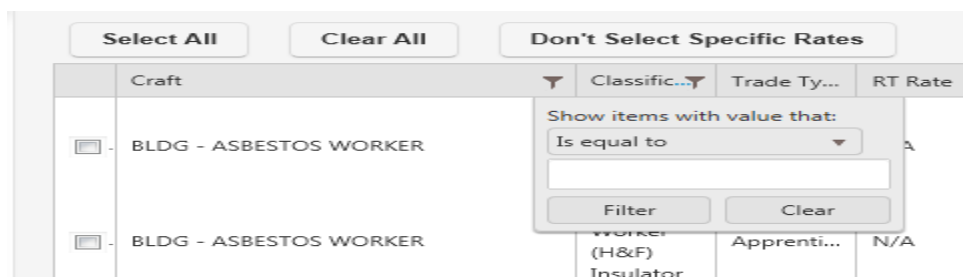 Select All Clear All Don't Select Specific Rates
Craft Classific... Trade Ty... RT Rate
Show items with value that:
Is equal to
BLDG - ASBESTOS WORKER
Filter Clear
BLDG - ASBESTOS WORKER (H&F) Apprenti... N/A
Insulator